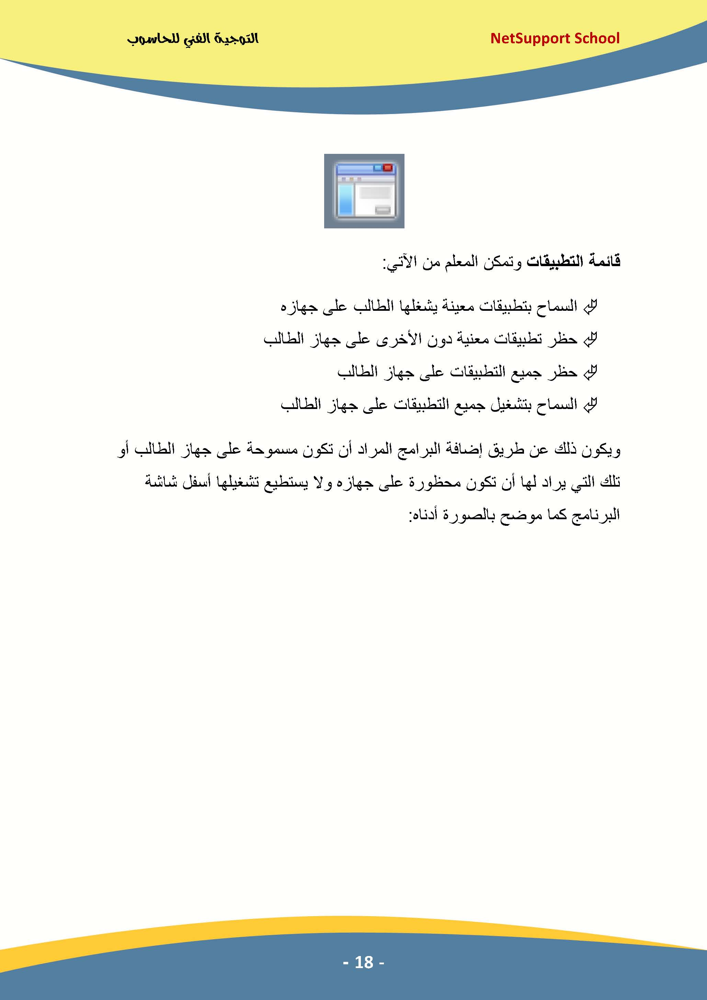 NetSupport School
التوجية الفني للحاسوب
قائمة التطبيقات وتمكن المعلم من الآتي:
السماح بتطبيقات معينة يشغلها الطالب على جهازه
حظر تطبيقات معنية دون الأخرى على جهاز الطالب
حظر جميع التطبيقات على جهاز الطالب
السماح بتشغيل جميع التطبيقات على جهاز الطالب
ويكون ذلك عن طريق إضافة البرامج المراد أن تكون مسموحة على جهاز الطالب أو
تلك التي يراد لها أن تكون محظورة على جهازه ولا يستطيع تشغيلها أسفل شاشة
البرنامج كما موضح بالصورة أدناه:
- 18 -